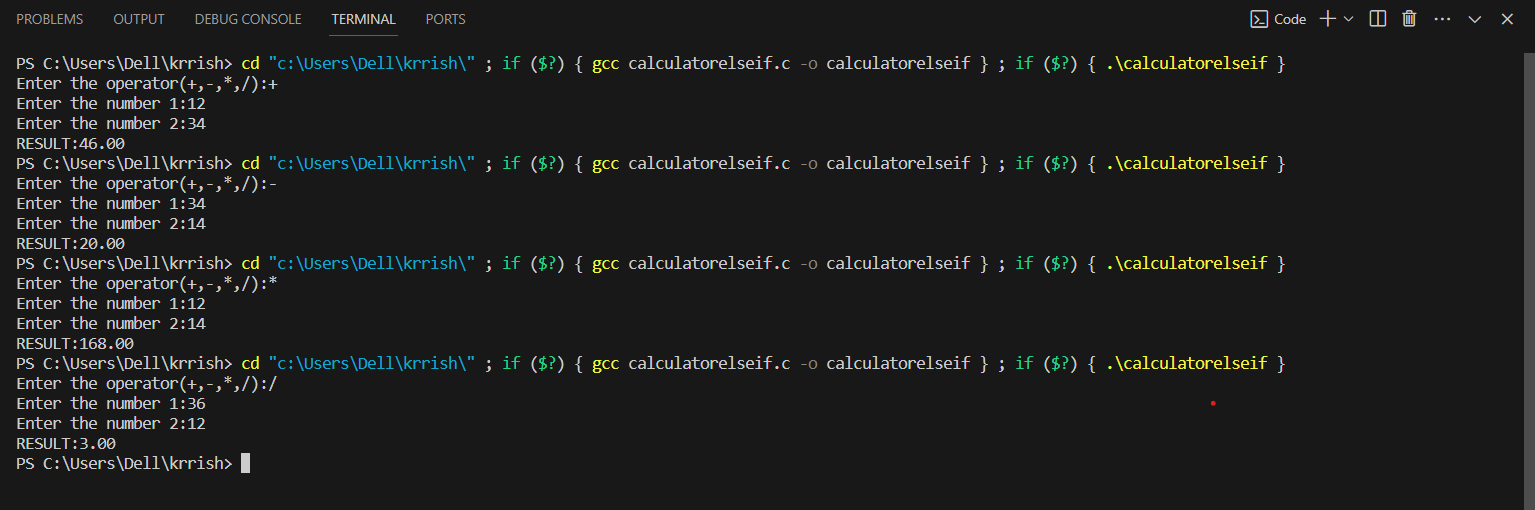 PROBLEMS OUTPUT DEBUG CONSOLE TERMINAL PORTS Code
PS C:\Users\Dell\krrish> cd "c:\Users\Dell\krrish\" ; if ($?) { gcc calculatorelseif.c -o calculatorelseif } ; if ($?) { .\calculatorelseif }
Enter the operator(+,-,*,/):+
Enter the number 1:12
Enter the number 2:34
RESULT:46.00
PS C:\Users\Dell\krrish> cd "c:\Users\Dell\krrish\" ; if ($?) { gcc calculatorelseif.c -o calculatorelseif } ; if ($?) { .\calculatorelseif }
Enter the operator(+,-,*,/):-
Enter the number 1:34
Enter the number 2:14
RESULT:20.00
PS C:\Users\Dell\krrish> cd "c:\Users\Dell\krrish\" ; if ($?) { gcc calculatorelseif.c -o calculatorelseif } ; if ($?) { .\calculatorelseif }
Enter the operator(+,-,*,/):*
Enter the number 1:12
Enter the number 2:14
RESULT:168.00
PS C:\Users\Dell\krrish> cd "c:\Users\Dell\krrish\" ; if ($?) { gcc calculatorelseif.c -o calculatorelseif } ; if ($?) { .\calculatorelseif }
Enter the operator(+,-,*,/):/
Enter the number 1:36
Enter the number 2:12
RESULT:3.00
PS C:\Users\Dell\krrish>